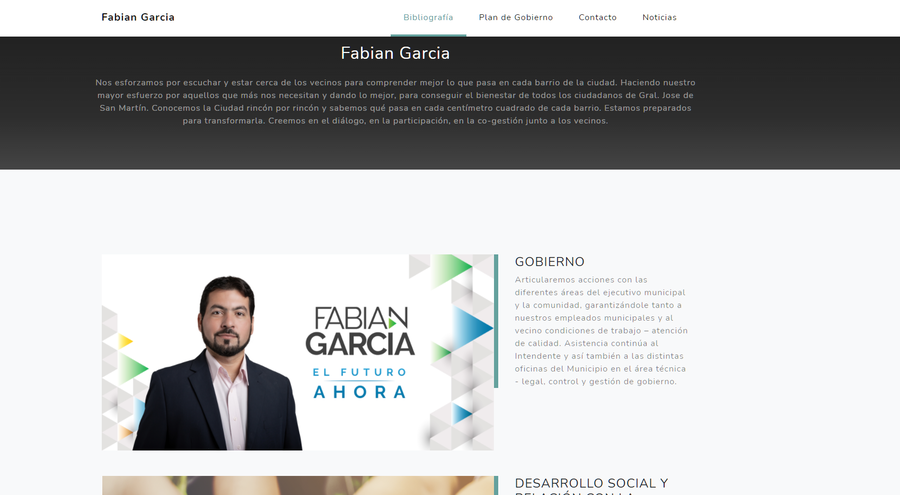 Fabian Garcia
Bibliografía
Plan de Gobierno
Contacto
Noticias
Fabian Garcia
Nos esforzamos por escuchar y estar cerca de los vecinos para comprender mejor lo que pasa en cada barrio de la ciudad. Haciendo nuestro
mayor esfuerzo por aquellos que más nos necesitan y dando lo mejor, para conseguir el bienestar de todos los ciudadanos de Gral. Jose de
San Martín. Conocemos la Ciudad rincón por rincón y sabemos qué pasa en cada centímetro cuadrado de cada barrio. Estamos preparados
para transformarla. Creemos en el diálogo, en la participación, en la co-gestión junto a los vecinos.
FABIAN
GARCIA
EL FUTURO
AHORA
GOBIERNO
Articularemos acciones con las
diferentes áreas del ejecutivo municipal
y la comunidad, garantizándole tanto a
nuestros empleados municipales y al
vecino condiciones de trabajo – atención
de calidad. Asistencia continúa al
Intendente y así también a las distintas
oficinas del Municipio en el área técnica
- legal, control y gestión de gobierno.
DESARROLLO SOCIAL Y
RELACIÓN CON LA